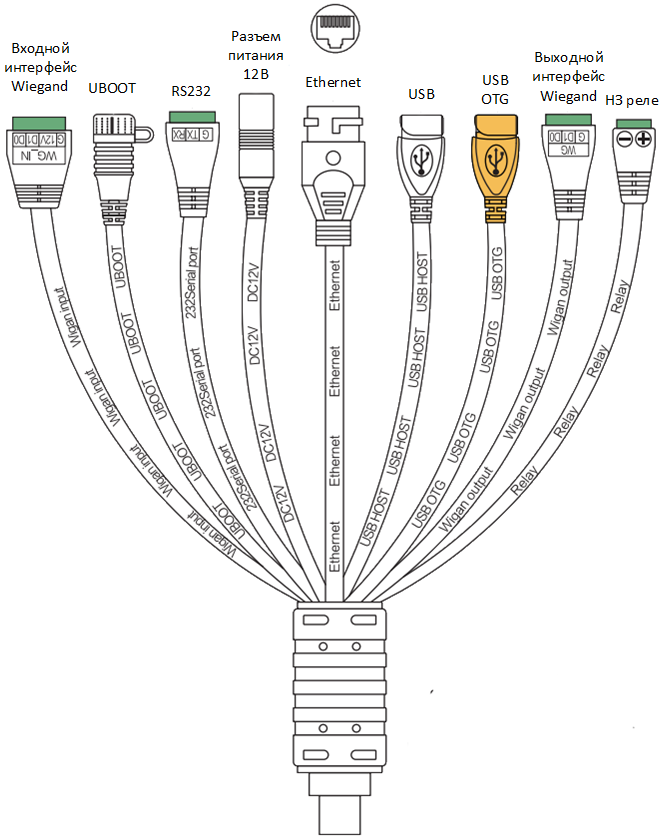 Входной
интерфейс
Wiegand
UBOOT
RS232
Разъем
питания
12В
Ethernet
USB
USB
OTG
Выходной
интерфейс
Wiegand
НЗ реле
G 12V D1 D0
WG_IN
G TX RX
G D1 D0
WG
Wigan input
Wigan input
Wigan input
Wigan input
UBOOT
UBOOT
UBOOT
UBOOT
UBOOT
232Serial port
232Serial port
232Serial port
DC12V
DC12V
DC12V
DC12V
Ethernet
Ethernet
Ethernet
Ethernet
USB HOST
USB HOST
USB HOST
USB HOST
USB OTG
USB OTG
USB OTG
USB OTG
Wigan output
Wigan output
Wigan output
Relay
Relay
Relay
Relay